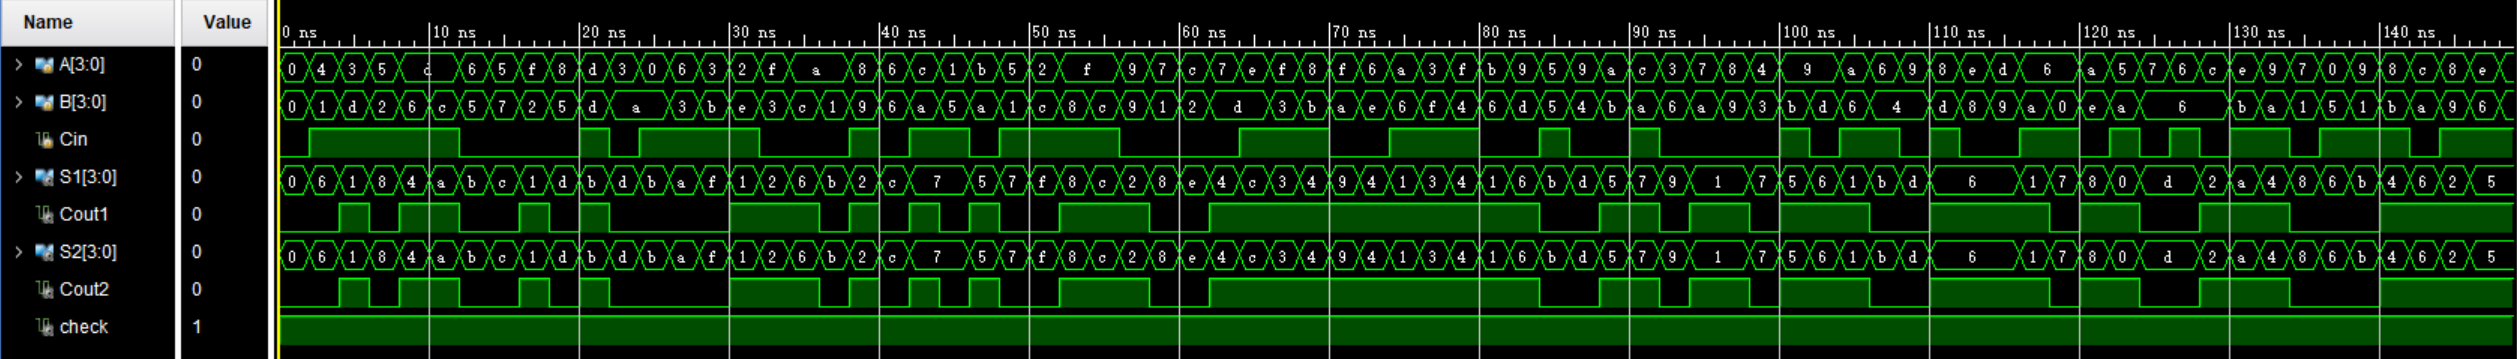 Name Value
0 ns 10 ns 20 ns 30 ns 40 ns 50 ns 60 ns 70 ns 80 ns 90 ns 100 ns 110 ns 120 ns 130 ns 140 ns
A[3:0] 0 0 4 3 5 d 6 5 f 8 d 3 0 6 3 2 f a 8 6 c 1 b 5 2 f 9 7 c 7 e f 8 f 6 a 3 f b 9 5 9 a c 3 7 8 4 9 a 6 9 8 e d 6 a 5 7 6 c e 9 7 0 9 8 c 8 e
B[3:0] 0 0 1 d 2 6 c 5 7 2 5 d a 3 b e 3 c 1 9 6 a 5 a 1 c 8 c 9 1 2 d 3 b a e 6 f 4 6 d 5 4 b a 6 a 9 3 b d 6 4 d 8 9 a 0 e a 6 b a 1 5 1 b a 9 6
Cin 0
S1[3:0] 0 0 6 1 8 4 a b c 1 d b d b a f 1 2 6 b 2 c 7 5 7 f 8 c 2 8 e 4 c 3 4 9 4 1 3 4 1 6 b d 5 7 9 1 7 5 6 1 b d 6 1 7 8 0 d 2 a 4 8 6 b 4 6 2 5
Cout1 0
S2[3:0] 0 0 6 1 8 4 a b c 1 d b d b a f 1 2 6 b 2 c 7 5 7 f 8 c 2 8 e 4 c 3 4 9 4 1 3 4 1 6 b d 5 7 9 1 7 5 6 1 b d 6 1 7 8 0 d 2 a 4 8 6 b 4 6 2 5
Cout2 0
check 1